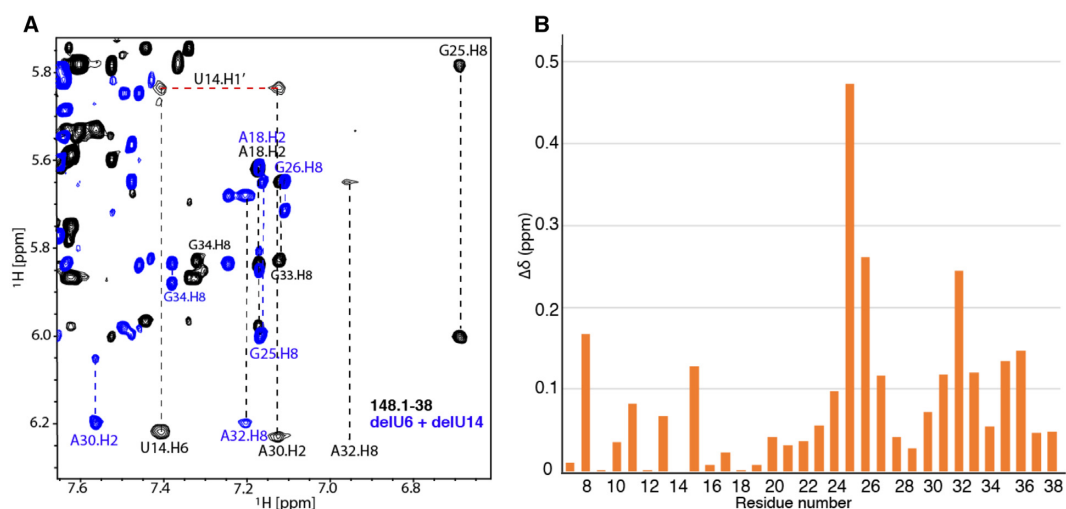 A
5.8
5.6
5.8
6.0
6.2
¹H [ppm]
7.6
7.4
7.2
7.0
6.8
¹H [ppm]
G25.H8
U14.H1′
A18.H2
A18.H2
G26.H8
G34.H8
G33.H8
G34.H8
G25.H8
148.1-38
delU6 + delU14
A30.H2
U14.H6
A32.H8
A30.H2
A32.H8
B
0.5
0.4
0.3
0.2
0.1
0
Δδ (ppm)
8 10 12 14 16 18 20 22 24 26 28 30 32 34 36 38
Residue number